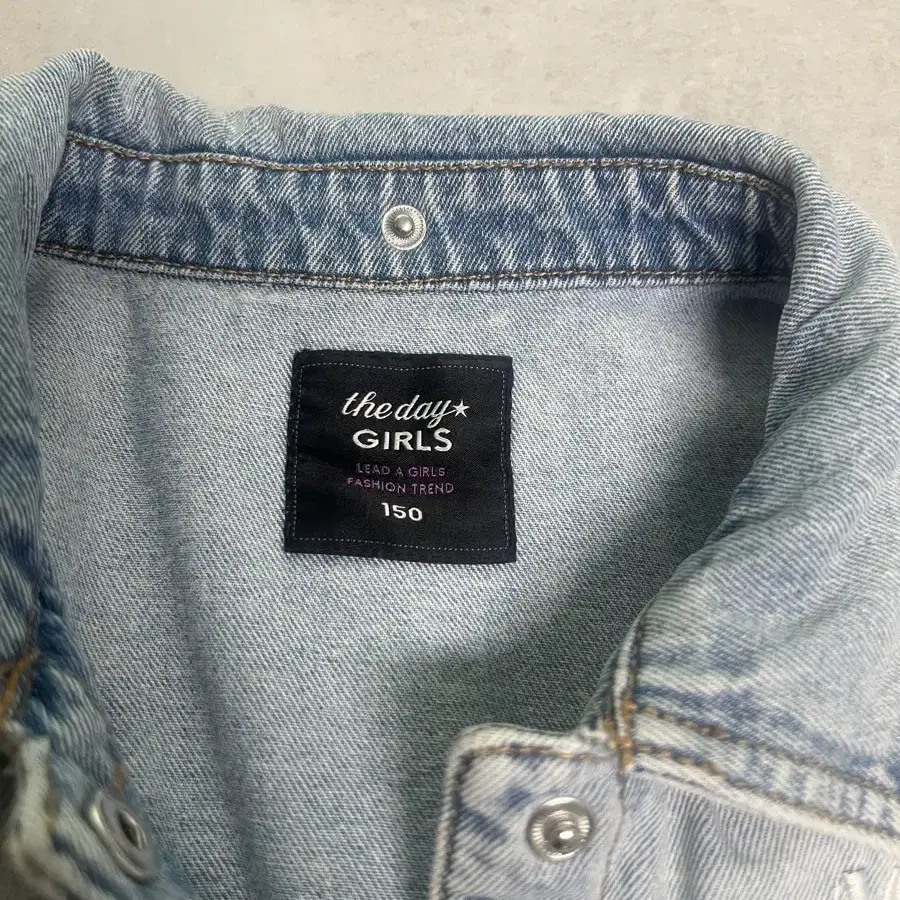 the day★
GIRLS
LEAD A GIRLS
FASHION TREND
150